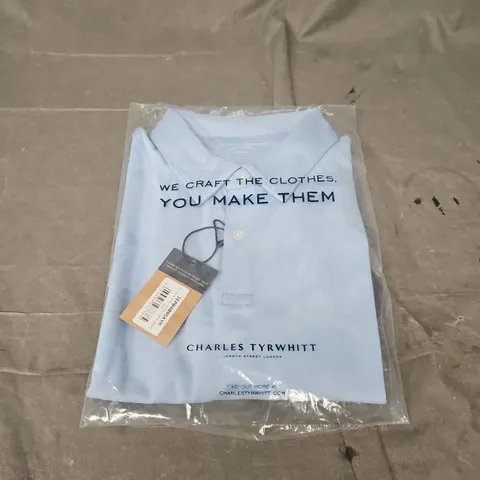 WE CRAFT THE CLOTHES.
YOU MAKE THEM
CHARLES TYRWHITT
JERMYN STREET LONDON
FIND OUT MORE AT
CHARLESTYRWHITT.COM